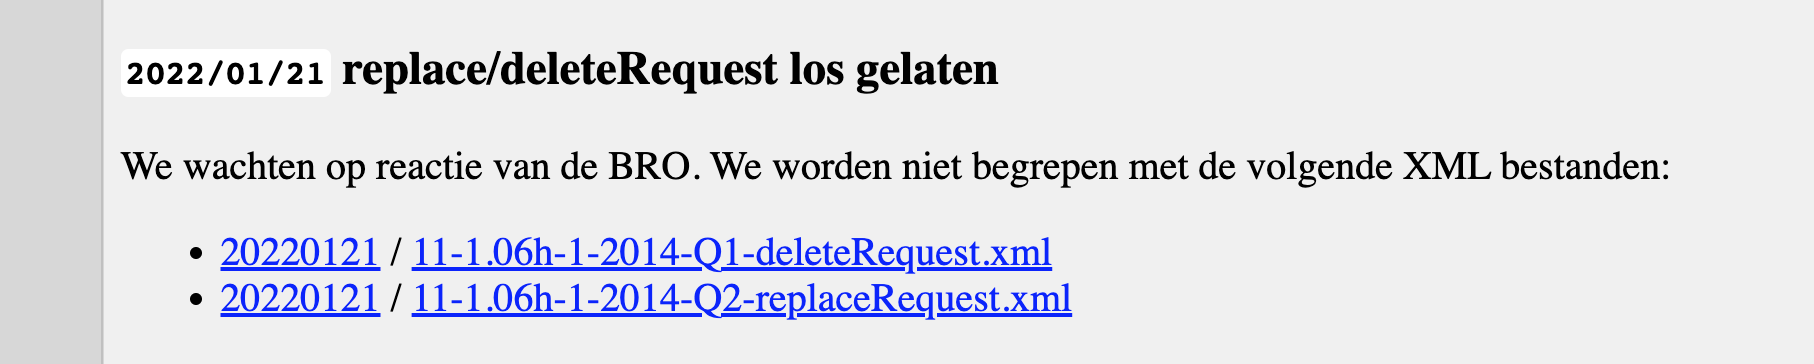 2022/01/21 replace/deleteRequest los gelaten
We wachten op reactie van de BRO. We worden niet begrepen met de volgende XML bestanden:
• 20220121 / 11-1.06h-1-2014-Q1-deleteRequest.xml
• 20220121 / 11-1.06h-1-2014-Q2-replaceRequest.xml